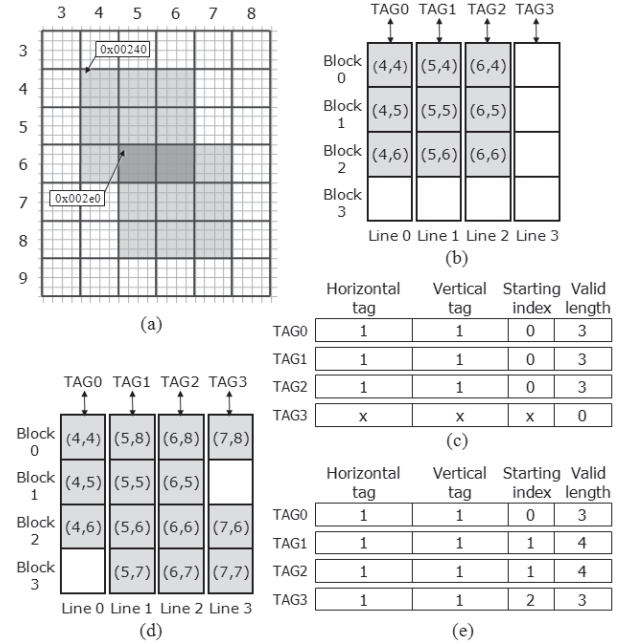 3 4 5 6 7 8
3
4
5
6
7
8
9
0x00240
0x002e0
(a)
TAG0 TAG1 TAG2 TAG3
Block 0 (4,4) (5,4) (6,4)
Block 1 (4,5) (5,5) (6,5)
Block 2 (4,6) (5,6) (6,6)
Block 3
Line 0 Line 1 Line 2 Line 3
(b)
Horizontal tag Vertical tag Starting index Valid length
TAG0 1 1 0 3
TAG1 1 1 0 3
TAG2 1 1 0 3
TAG3 x x x 0
(c)
TAG0 TAG1 TAG2 TAG3
Block 0 (4,4) (5,8) (6,8) (7,8)
Block 1 (4,5) (5,5) (6,5)
Block 2 (4,6) (5,6) (6,6) (7,6)
Block 3 (5,7) (6,7) (7,7)
Line 0 Line 1 Line 2 Line 3
(d)
Horizontal tag Vertical tag Starting index Valid length
TAG0 1 1 0 3
TAG1 1 1 1 4
TAG2 1 1 1 4
TAG3 1 1 2 3
(e)